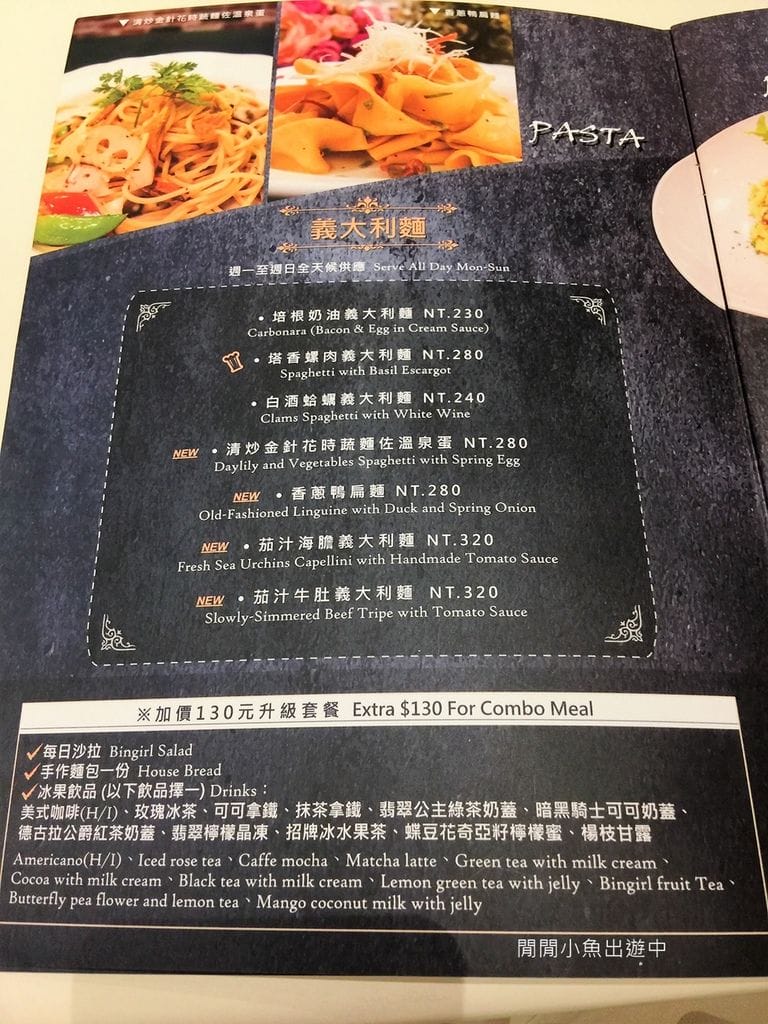 ▼清炒金針花時蔬麵佐溫泉蛋
▼香蔥鴨扁麵
PASTA
義大利麵
週一至週日全天候供應 Serve All Day Mon-Sun
• 培根奶油義大利麵 NT.230
Carbonara (Bacon & Egg in Cream Sauce)
• 塔香螺肉義大利麵 NT.280
Spaghetti with Basil Escargot
• 白酒蛤蠣義大利麵 NT.240
Clams Spaghetti with White Wine
NEW • 清炒金針花時蔬麵佐溫泉蛋 NT.280
Daylily and Vegetables Spaghetti with Spring Egg
NEW • 香蔥鴨扁麵 NT.280
Old-Fashioned Linguine with Duck and Spring Onion
NEW • 茄汁海膽義大利麵 NT.320
Fresh Sea Urchins Capellini with Handmade Tomato Sauce
NEW • 茄汁牛肚義大利麵 NT.320
Slowly-Simmered Beef Tripe with Tomato Sauce
※加價130元升級套餐 Extra $130 For Combo Meal
✓每日沙拉 Bingirl Salad
✓手作麵包一份 House Bread
✓冰果飲品 (以下飲品擇一) Drinks：
美式咖啡(H/I)、玫瑰冰茶、可可拿鐵、抹茶拿鐵、翡翠公主綠茶奶蓋、暗黑騎士可可奶蓋、
德古拉公爵紅茶奶蓋、翡翠檸檬晶凍、招牌冰水果茶、蝶豆花奇亞籽檸檬蜜、楊枝甘露
Americano(H/I)、Iced rose tea、Caffe mocha、Matcha latte、Green tea with milk cream、
Cocoa with milk cream、Black tea with milk cream、Lemon green tea with jelly、Bingirl fruit Tea、
Butterfly pea flower and lemon tea、Mango coconut milk with jelly
閒閒小魚出遊中